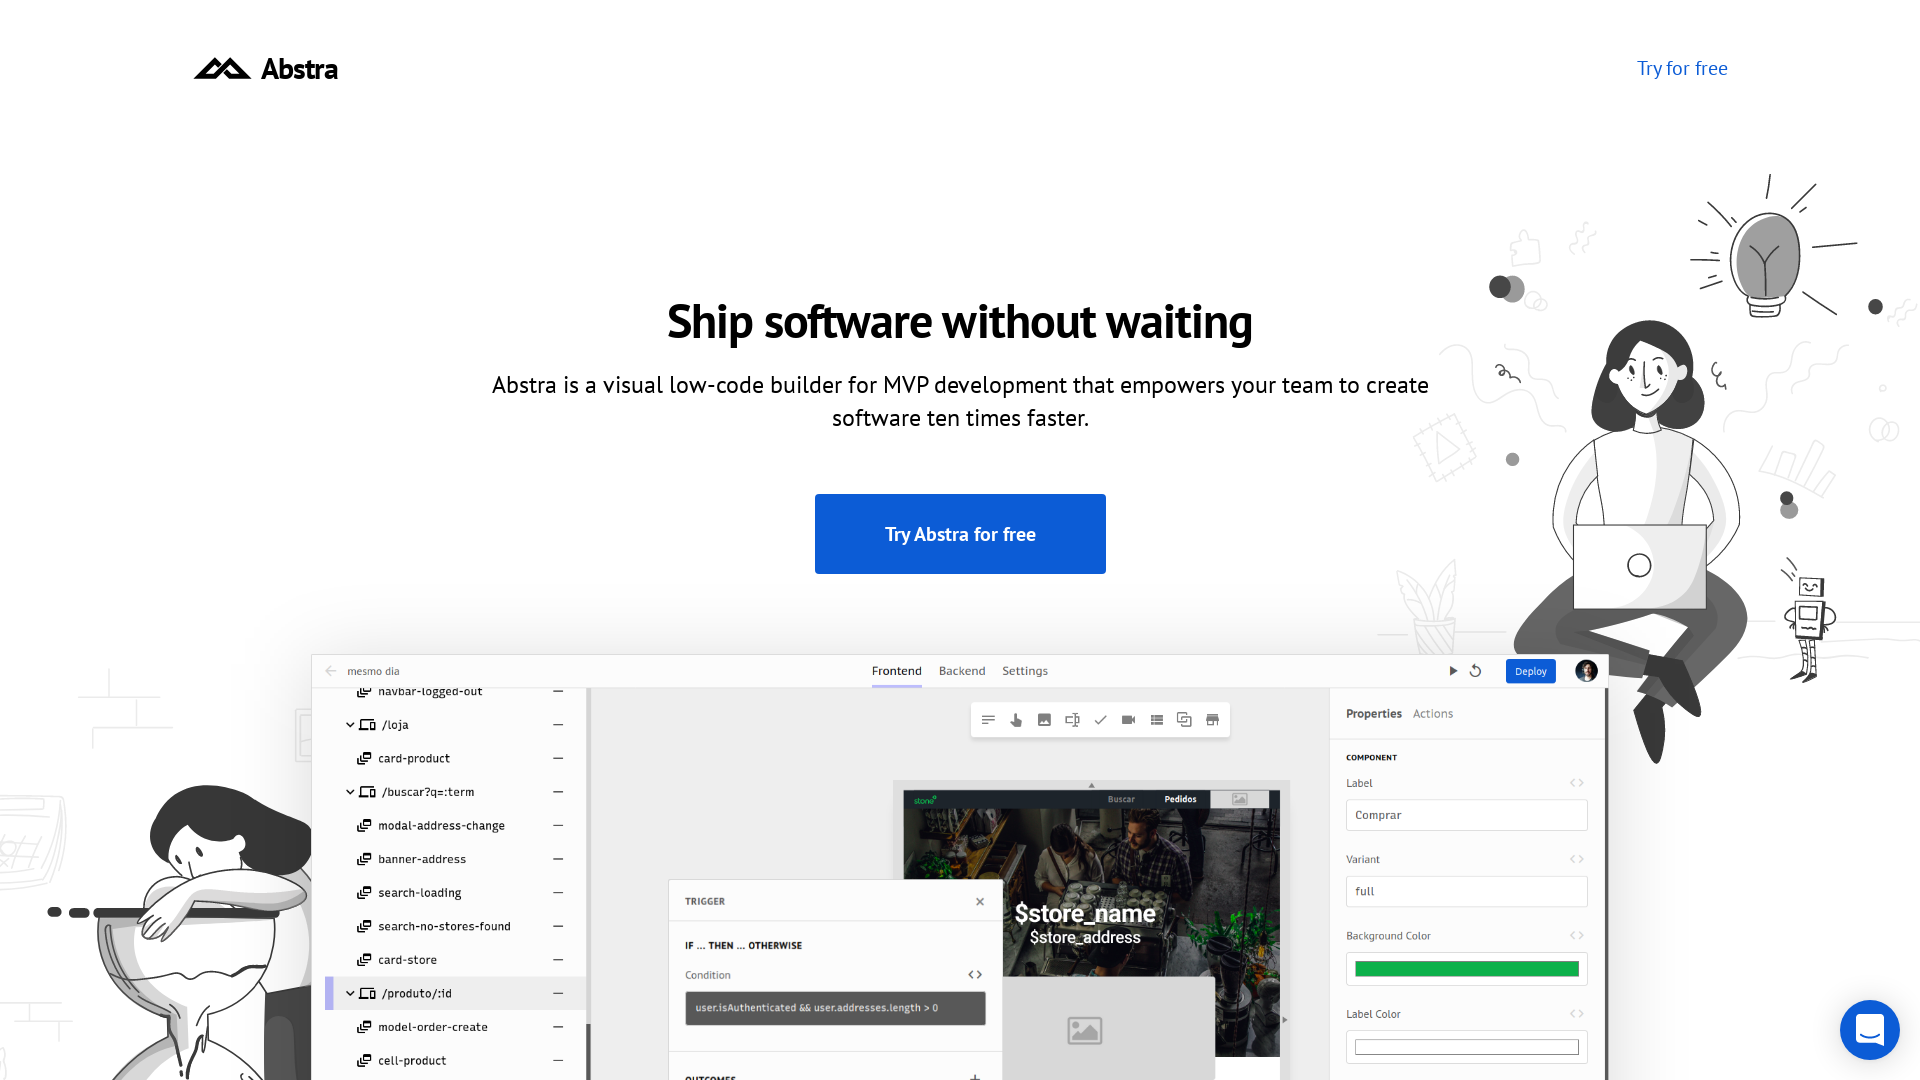 Abstra
Try for free
Ship software without waiting
Abstra is a visual low-code builder for MVP development that empowers your team to create
software ten times faster.
Try Abstra for free
mesmo dia
Frontend Backend Settings
Deploy
navbar-logged-out
/loja
card-product
/buscar?q=:term
modal-address-change
banner-address
search-loading
search-no-stores-found
card-store
/produto/:id
model-order-create
cell-product
TRIGGER
IF ... THEN ... OTHERWISE
Condition
user.isAuthenticated && user.addresses.length > 0
OUTCOMES
stone
Buscar Pedidos
$store_name
$store_address
Properties Actions
COMPONENT
Label
Comprar
Variant
full
Background Color
Label Color